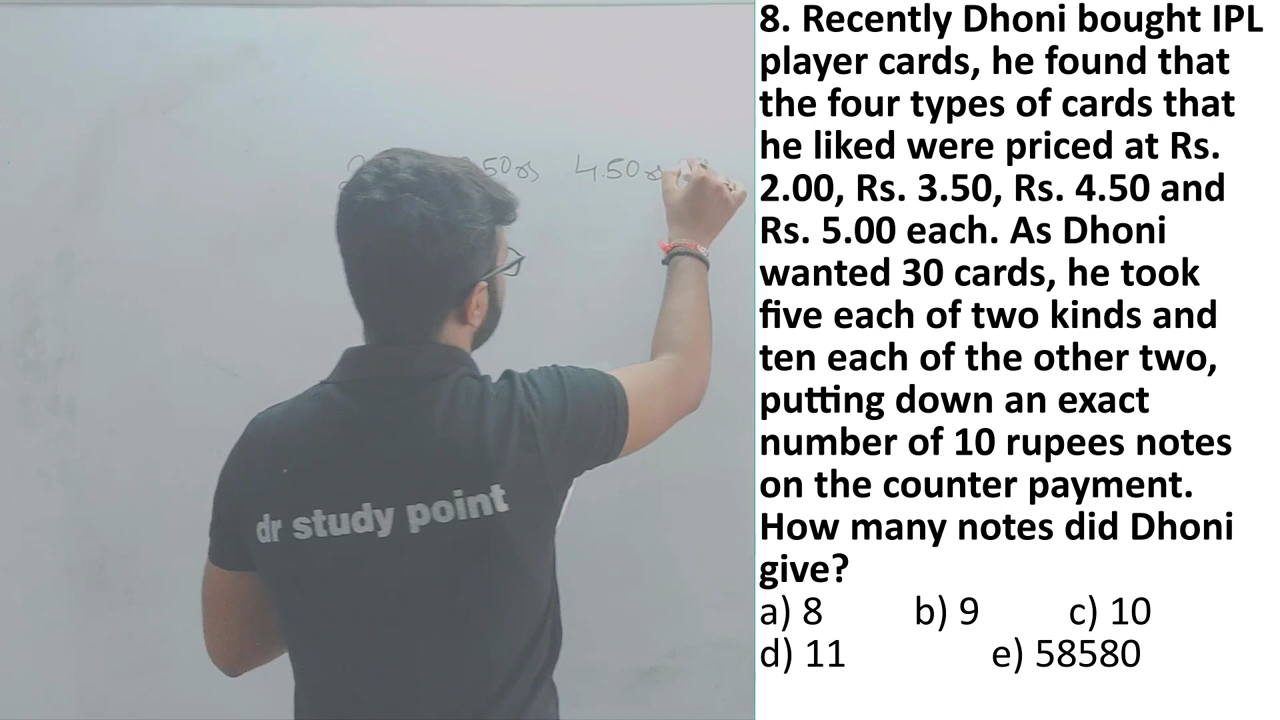 50rs 4.50rs
dr study point
8. Recently Dhoni bought IPL
player cards, he found that
the four types of cards that
he liked were priced at Rs.
2.00, Rs. 3.50, Rs. 4.50 and
Rs. 5.00 each. As Dhoni
wanted 30 cards, he took
five each of two kinds and
ten each of the other two,
putting down an exact
number of 10 rupees notes
on the counter payment.
How many notes did Dhoni
give?
a) 8 b) 9 c) 10
d) 11 e) 58580